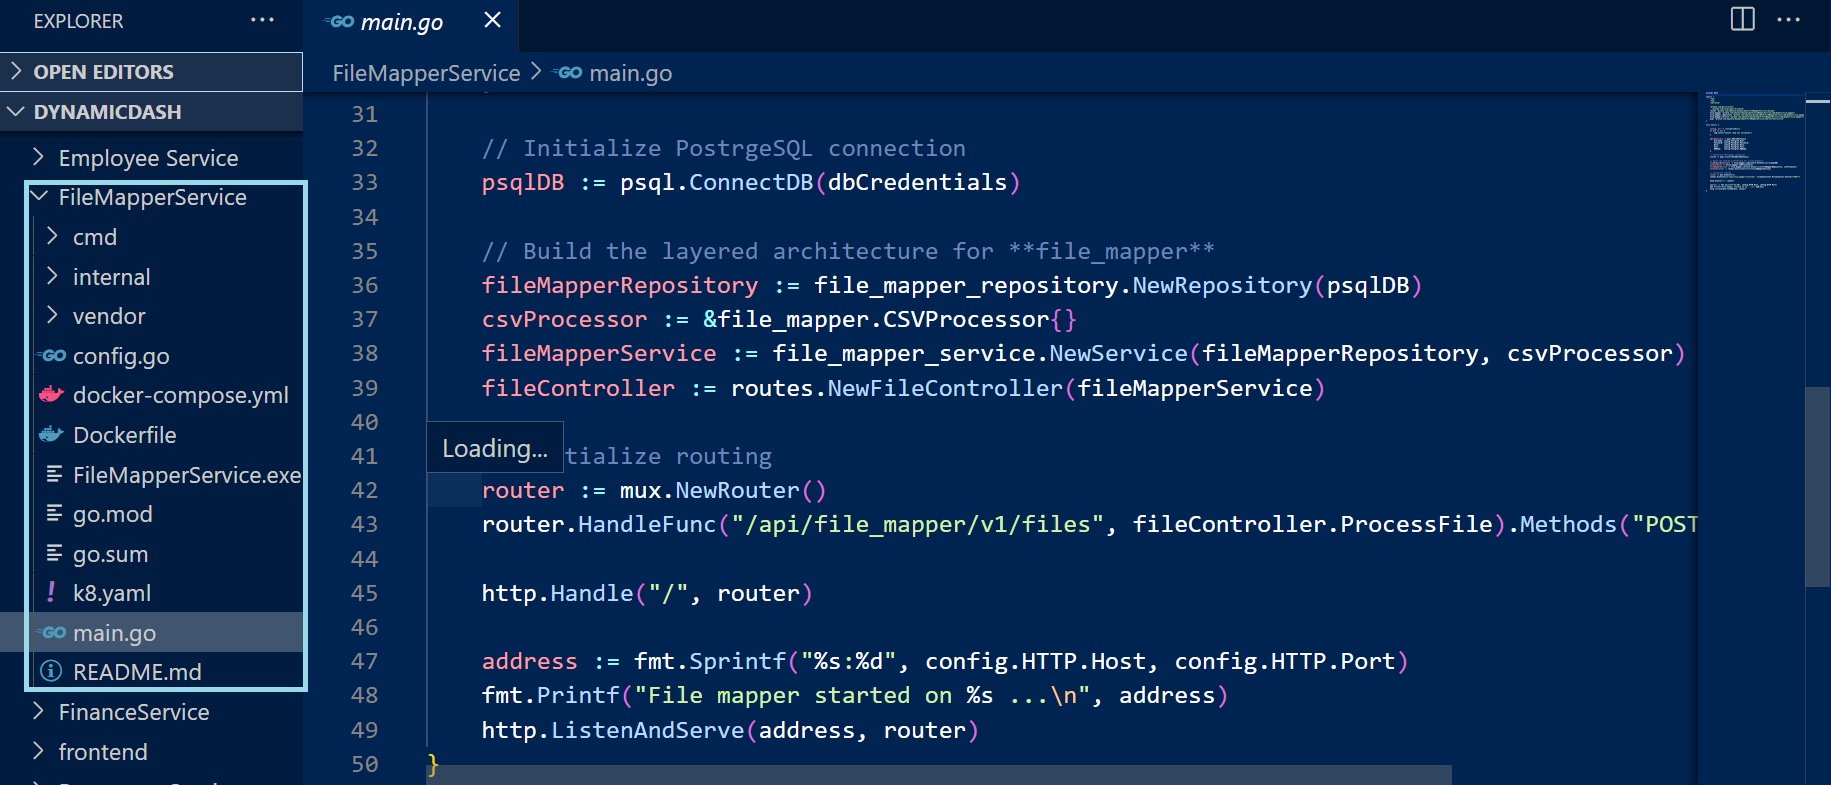 EXPLORER
OPEN EDITORS
DYNAMICDASH
Employee Service
FileMapperService
cmd
internal
vendor
config.go
docker-compose.yml
Dockerfile
FileMapperService.exe
go.mod
go.sum
k8.yaml
main.go
README.md
FinanceService
frontend
main.go
FileMapperService > main.go
31
32 // Initialize PostrgeSQL connection
33 psqlDB := psql.ConnectDB(dbCredentials)
34
35 // Build the layered architecture for **file_mapper**
36 fileMapperRepository := file_mapper_repository.NewRepository(psqlDB)
37 csvProcessor := &file_mapper.CSVProcessor{}
38 fileMapperService := file_mapper_service.NewService(fileMapperRepository, csvProcessor)
39 fileController := routes.NewFileController(fileMapperService)
40
Loading...
41 tialize routing
42 router := mux.NewRouter()
43 router.HandleFunc("/api/file_mapper/v1/files", fileController.ProcessFile).Methods("POST
44
45 http.Handle("/", router)
46
47 address := fmt.Sprintf("%s:%d", config.HTTP.Host, config.HTTP.Port)
48 fmt.Printf("File mapper started on %s ...\n", address)
49 http.ListenAndServe(address, router)
50 }